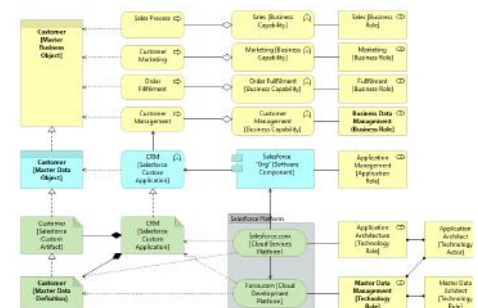 Customer
[Master
Business
Object]
Sales Process
Sales [Business
Capability]
Sales [Business
Role]
Customer
Marketing
Marketing [Business
Capability]
Marketing
[Business Role]
Order
Fillfilment
Order Fullfillment
[Business Capability]
Fullfilment
[Business Role]
Customer
Management
Customer
Management
[Business Capability]
Business Data
Management
(Business Role]
Customer
[Master Data
Object]
CRM
[Salesforce
Custom
Application]
Salesforce
"Org" [Software
Component]
Application
Management
[Application
Role]
Customer
[Salesforce
Custom
Artifact]
CRM
[Salesforce
Custom
Application]
Salesforce Platform
Salesforce.com
[Cloud Services
Platform]
Application
Architecture
[Technology
Role]
Application
Architect
[Technology
Actor]
Customer
[Master Data
Definition]
Force.com [Cloud
Development
Platform]
Master Data
Management
[Technology
Role]
Master Data
Architect
[Technology
Role]